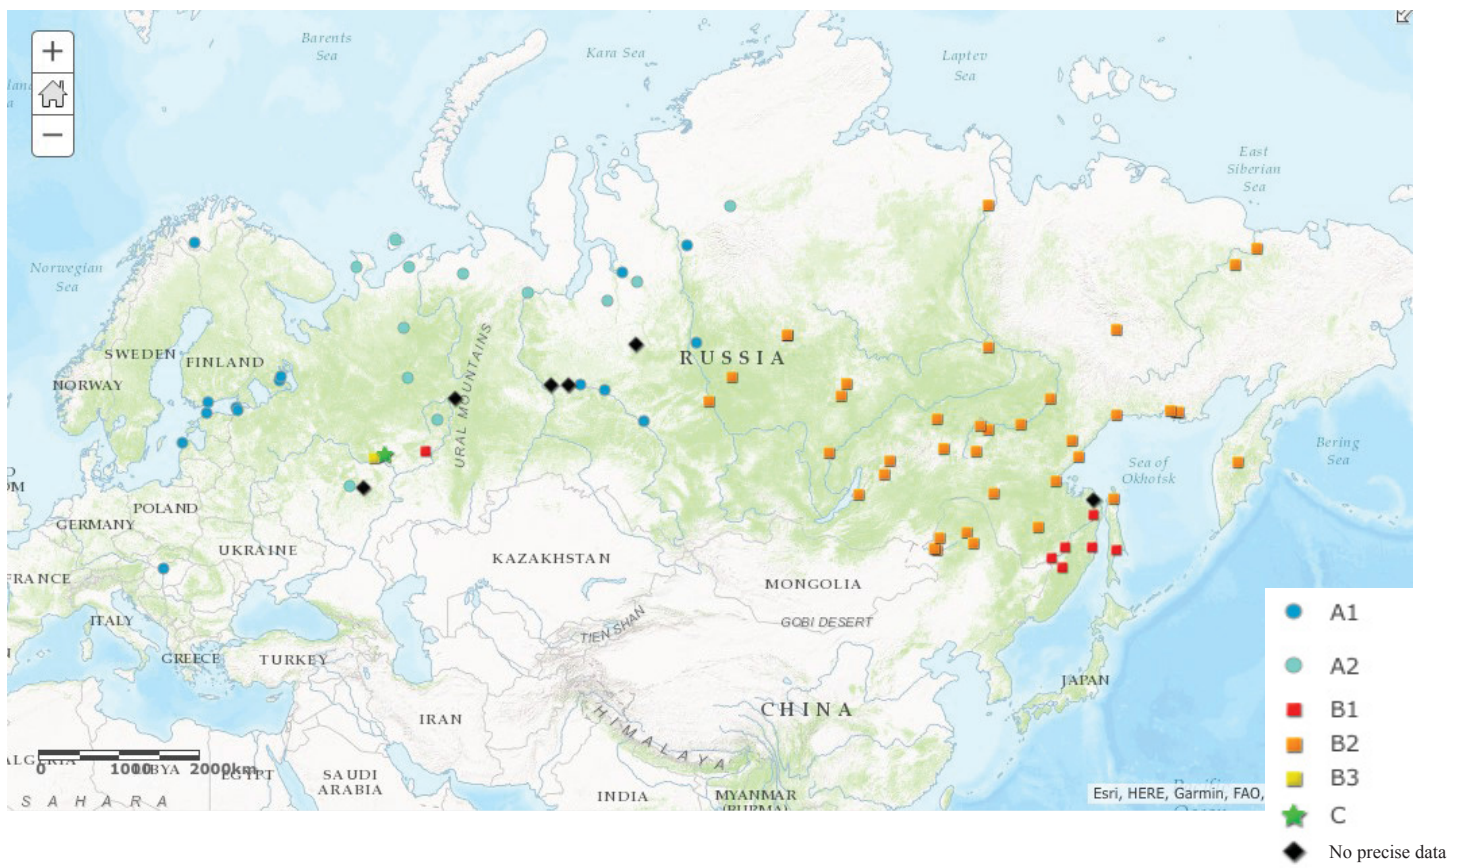 Barents
Sea
Kara Sea
Laptev
Sea
East
Siberian
Sea
Norwegian
Sea
SWEDEN
FINLAND
NORWAY
RUSSIA
URAL MOUNTAINS
Bering
Sea
Sea of
Okhotsk
POLAND
GERMANY
UKRAINE
KAZAKHSTAN
FRANCE
MONGOLIA
ITALY
TIEN SHAN
GOBI DESERT
GREECE
TURKEY
JAPAN
IRAN
CHINA
HIMALAYA
0 1000 2000km
EGYPT
SAUDI
ARABIA
SAHARA
INDIA
MYANMAR
(BURMA)
Esri, HERE, Garmin, FAO,
A1
A2
B1
B2
B3
C
No precise data